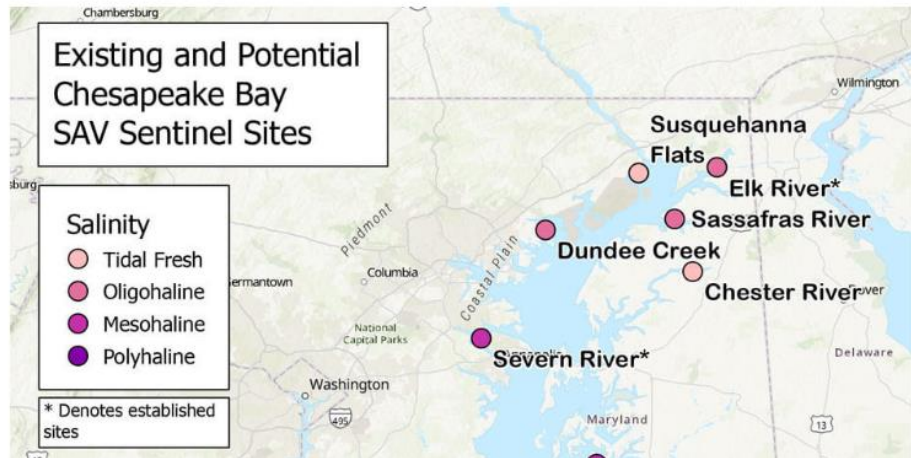 Chambersburg
Existing and Potential
Chesapeake Bay
SAV Sentinel Sites
Wilmington
Susquehanna
Flats
Elk River*
Sassafras River
Dundee Creek
Chester River
Severn River*
Piedmont
Coastal Plain
Columbia
National
Capital Parks
Washington
495
Maryland
Delaware
13
Salinity
Tidal Fresh
Oligohaline
Mesohaline
Polyhaline
* Denotes established
sites